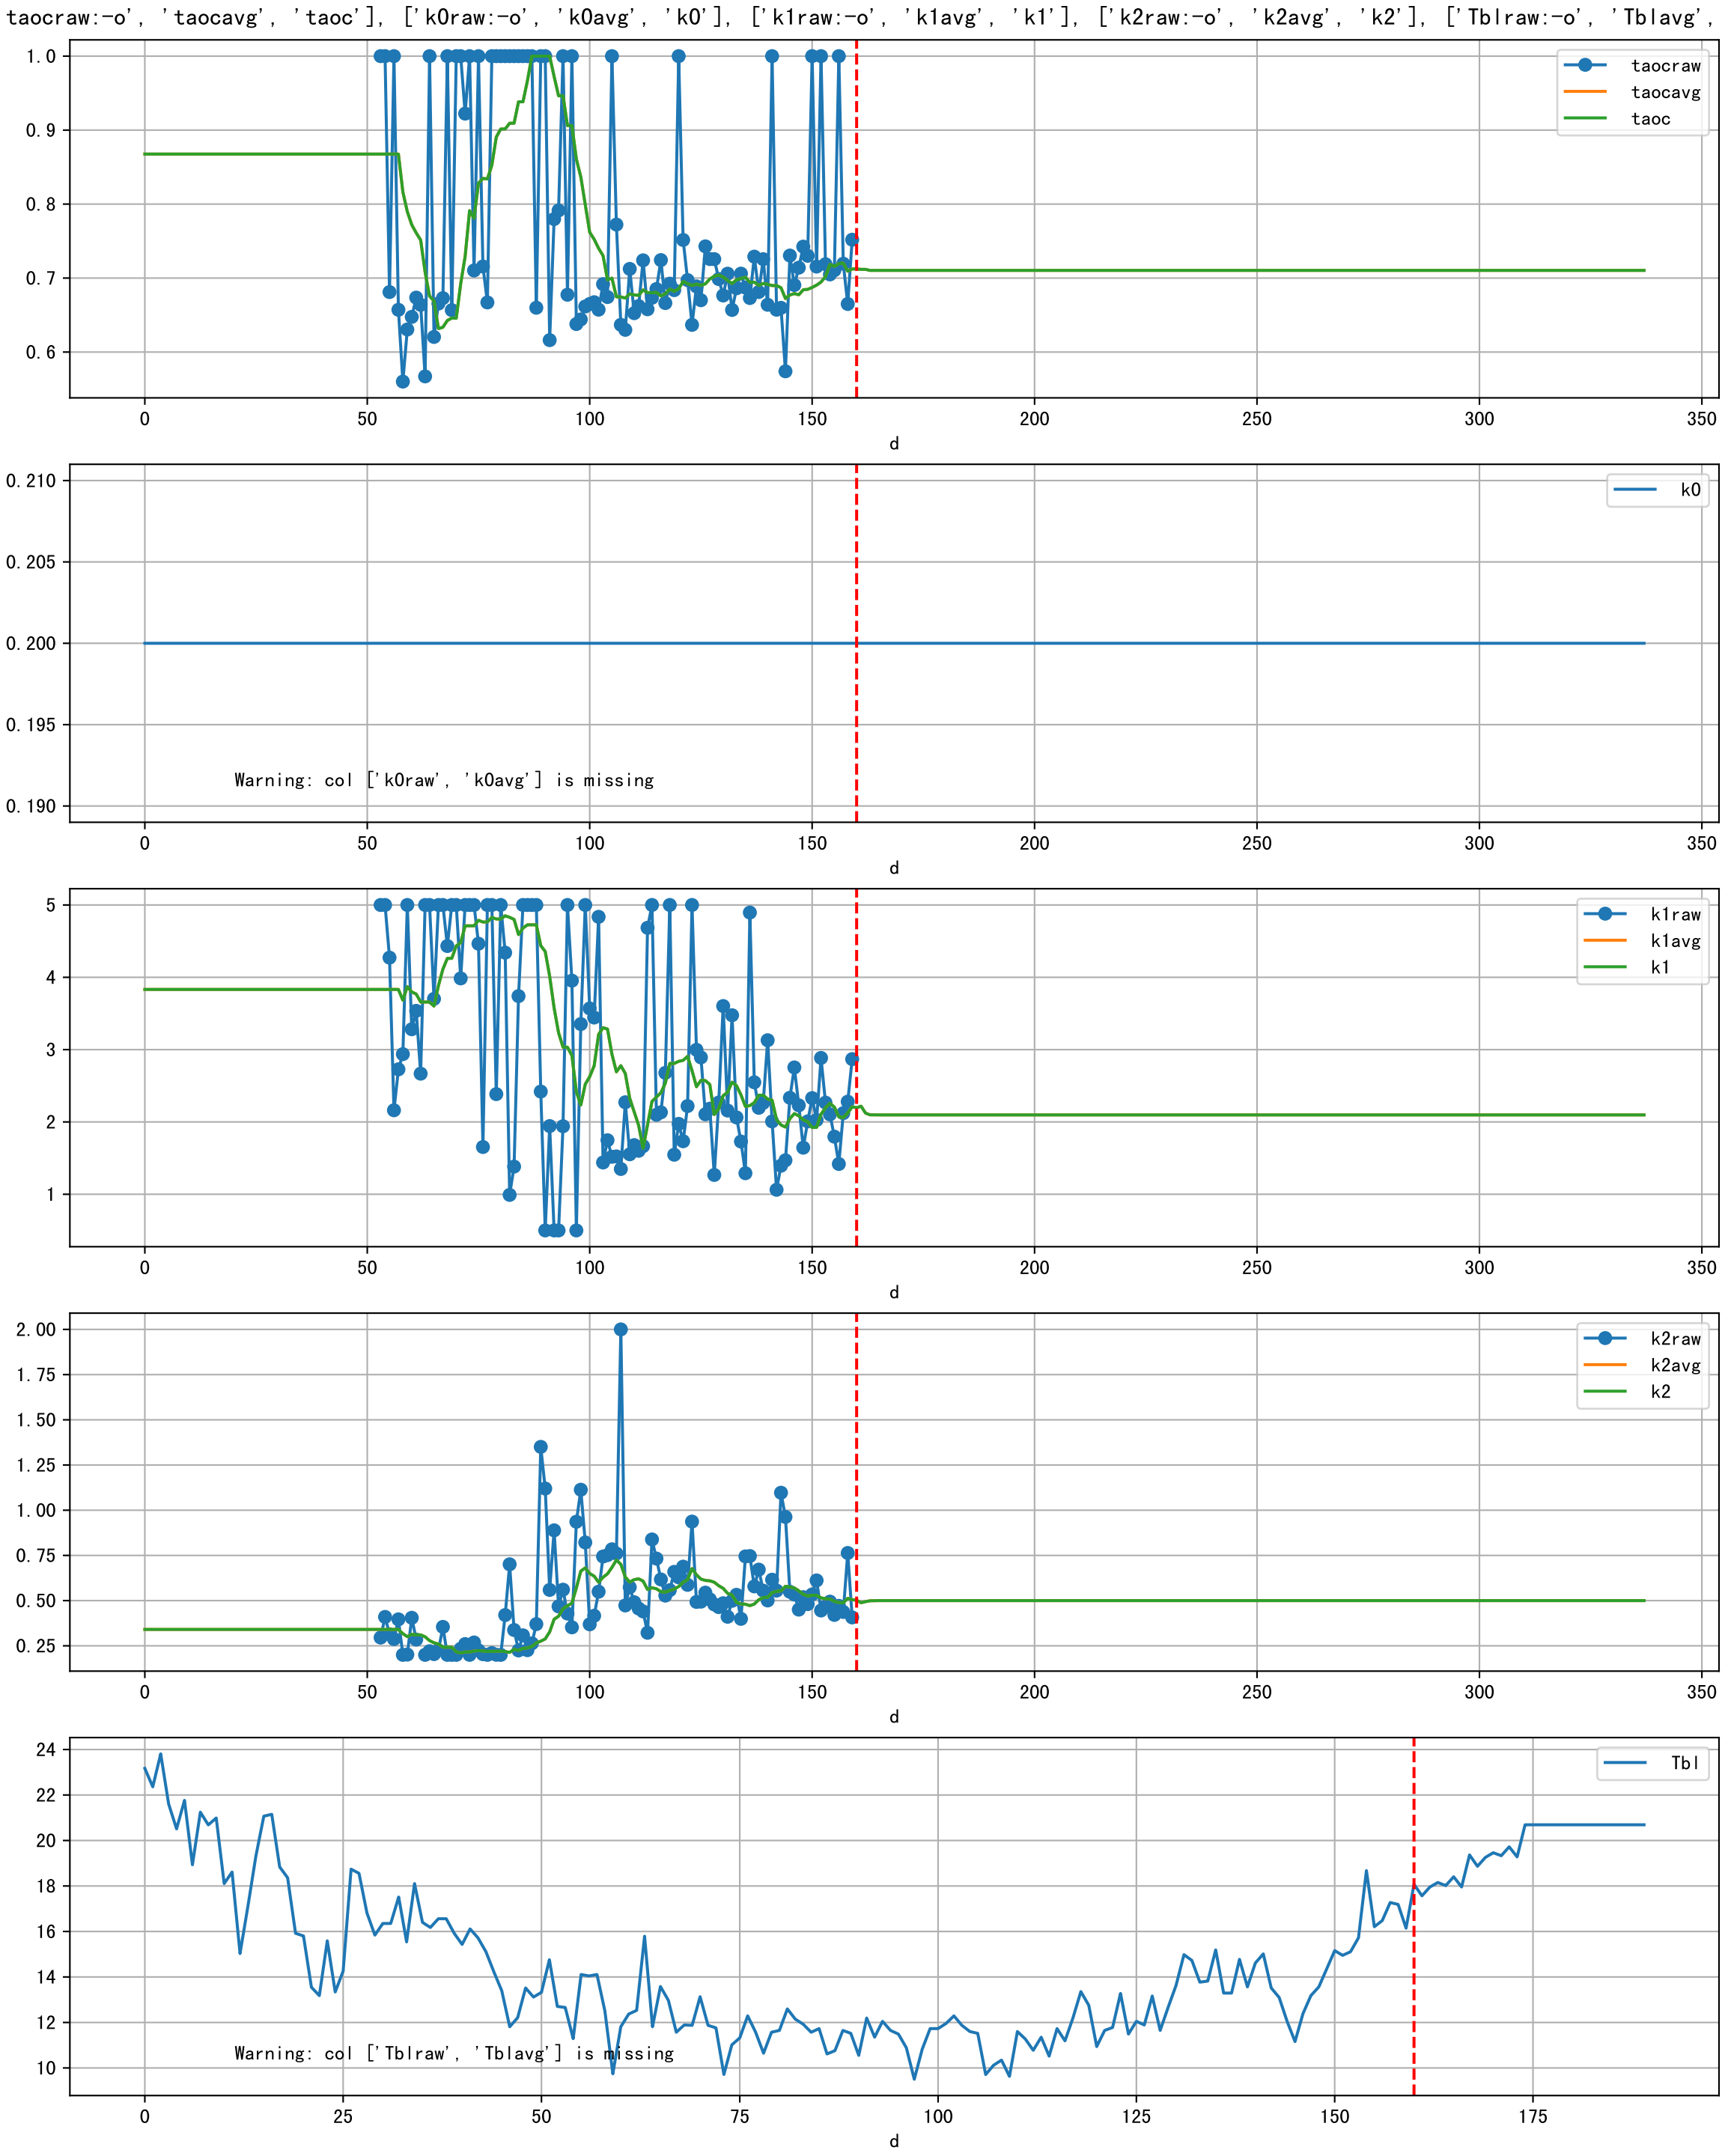 taocraw:-o', 'taocavg', 'taoc'], ['k0raw:-o', 'k0avg', 'k0'], ['k1raw:-o', 'k1avg', 'k1'], ['k2raw:-o', 'k2avg', 'k2'], ['Tblraw:-o', 'Tblavg',
1.0
0.9
0.8
0.7
0.6
taocraw
taocavg
taoc
0 50 100 150 200 250 300 350
d
0.210
0.205
0.200
0.195
0.190
k0
Warning: col ['k0raw', 'k0avg'] is missing
0 50 100 150 200 250 300 350
d
5
4
3
2
1
k1raw
k1avg
k1
0 50 100 150 200 250 300 350
d
2.00
1.75
1.50
1.25
1.00
0.75
0.50
0.25
k2raw
k2avg
k2
0 50 100 150 200 250 300 350
d
24
22
20
18
16
14
12
10
Tbl
Warning: col ['Tblraw', 'Tblavg'] is missing
0 25 50 75 100 125 150 175
d